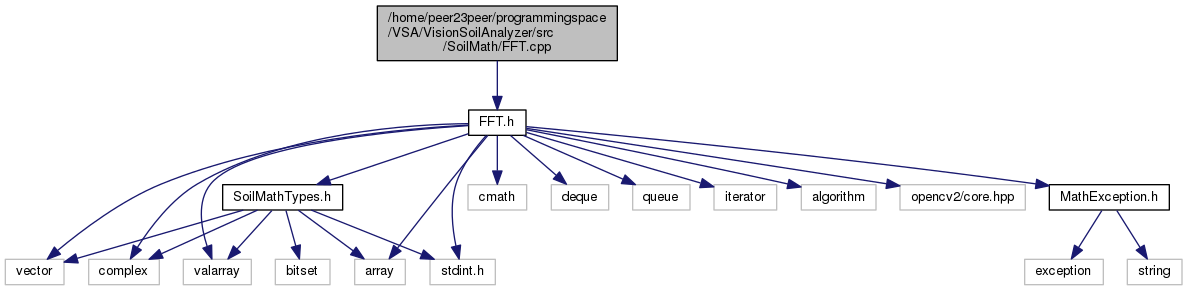 /home/peer23peer/programmingspace
/VSA/VisionSoilAnalyzer/src
/SoilMath/FFT.cpp
FFT.h
SoilMathTypes.h
cmath
deque
queue
iterator
algorithm
opencv2/core.hpp
MathException.h
vector
complex
valarray
bitset
array
stdint.h
exception
string